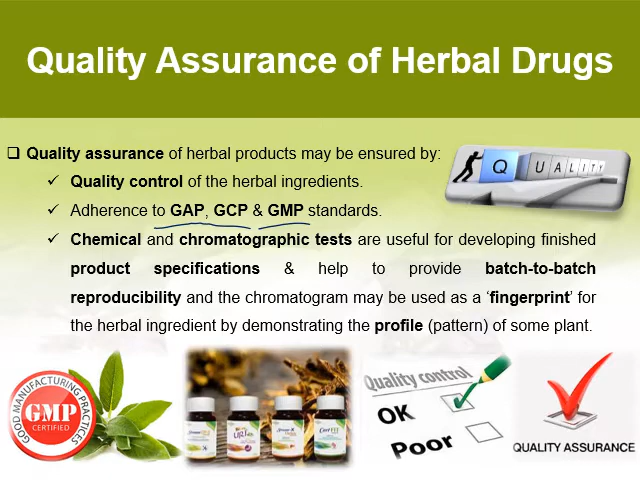 Quality Assurance of Herbal Drugs
❑ Quality assurance of herbal products may be ensured by:
✓ Quality control of the herbal ingredients.
✓ Adherence to GAP, GCP & GMP standards.
✓ Chemical and chromatographic tests are useful for developing finished
product specifications & help to provide batch-to-batch
reproducibility and the chromatogram may be used as a ‘fingerprint’ for
the herbal ingredient by demonstrating the profile (pattern) of some plant.
QUALITY
GOOD MANUFACTURING PRACTICES
GMP
CERTIFIED
Quality control
OK
Poor
QUALITY ASSURANCE